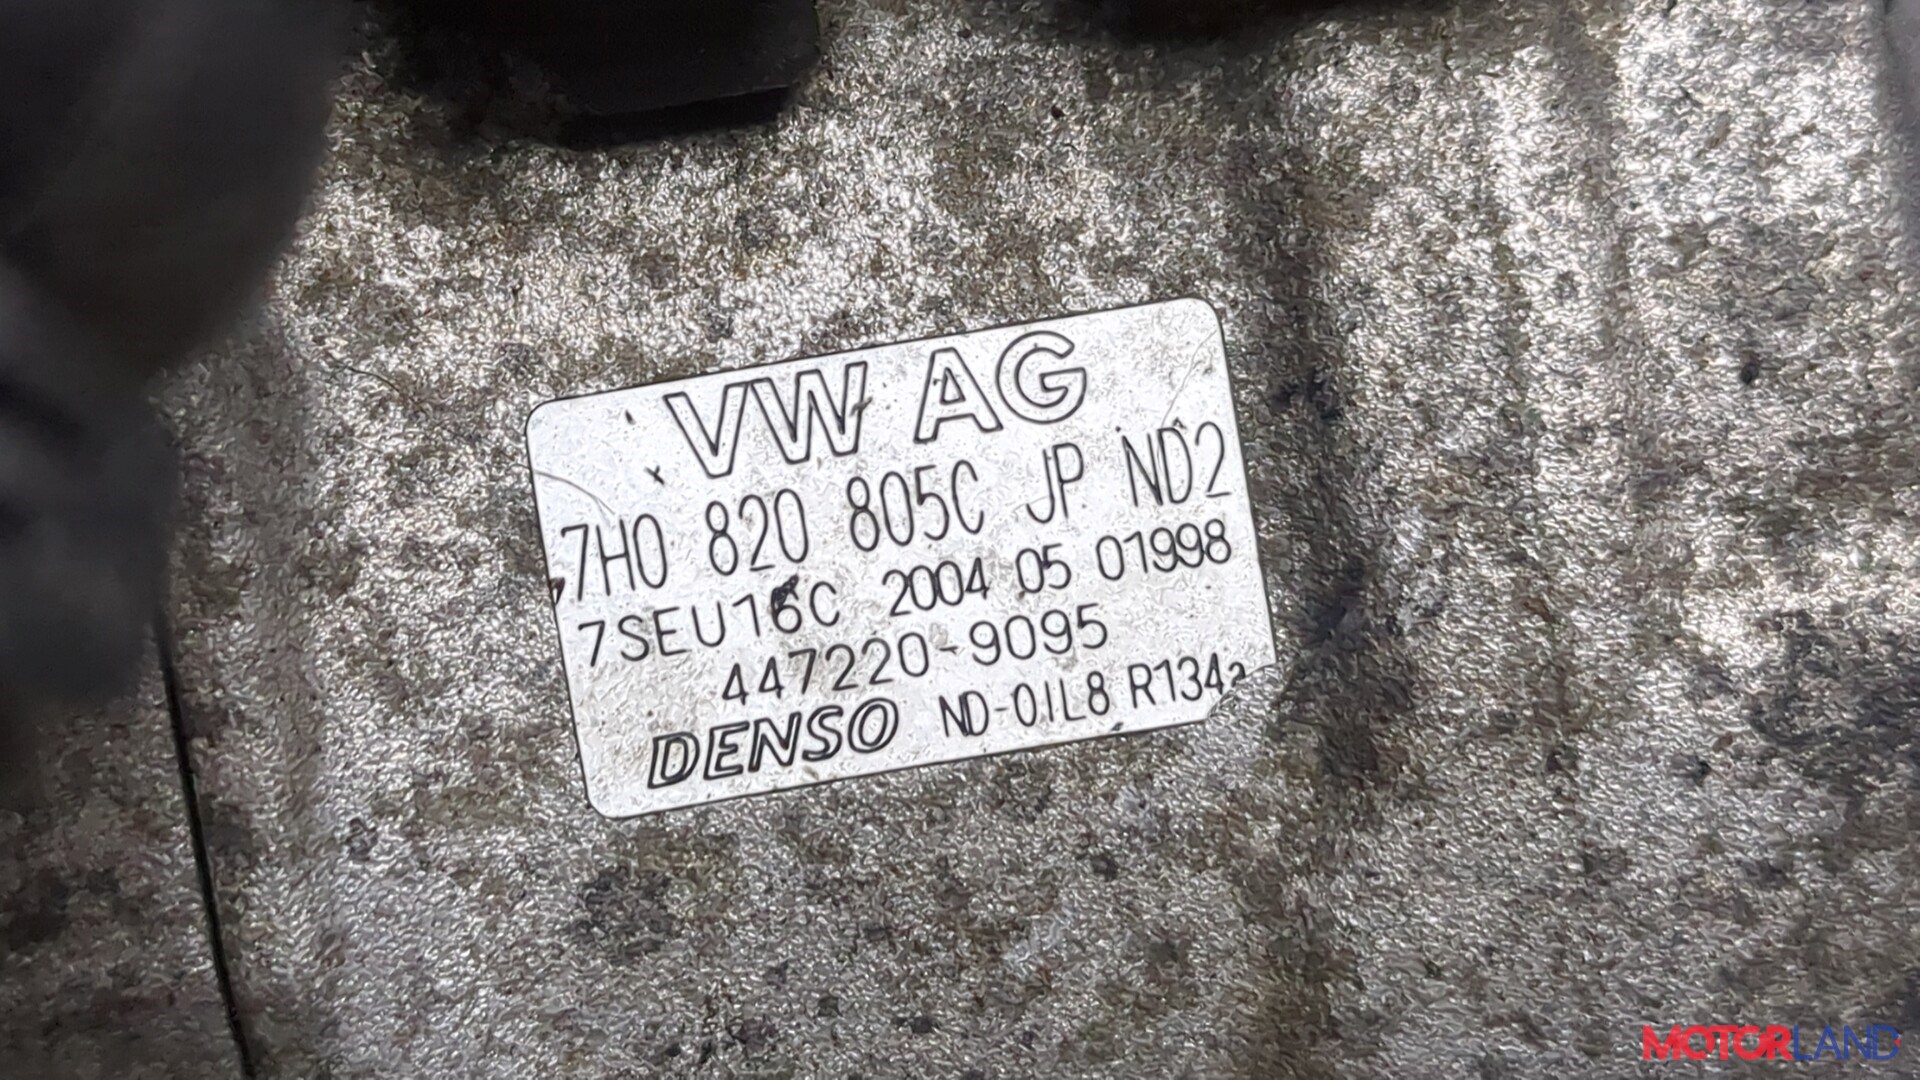 VW AG
7H0 820 805C JP ND2
7SEU16C 2004 05 01998
447220-9095
DENSO ND-OIL8 R134a
MOTORLAND